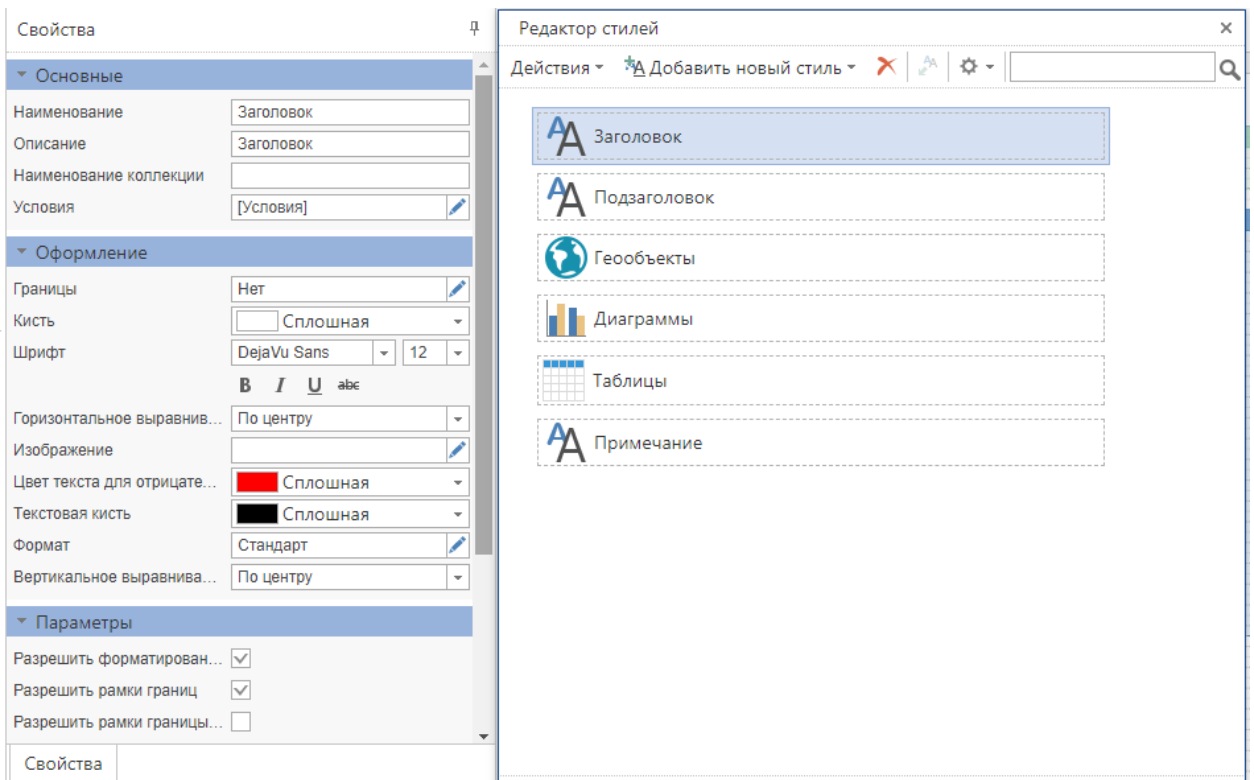 Свойства
Основные
Наименование Заголовок
Описание Заголовок
Наименование коллекции
Условия [Условия]
Оформление
Границы Нет
Кисть Сплошная
Шрифт DejaVu Sans 12
B I U abc
Горизонтальное выравнив... По центру
Изображение
Цвет текста для отрицате... Сплошная
Текстовая кисть Сплошная
Формат Стандарт
Вертикальное выравнива... По центру
Параметры
Разрешить форматирован...
Разрешить рамки границ
Разрешить рамки границы...
Свойства
Редактор стилей
Действия Добавить новый стиль
Заголовок
Подзаголовок
Геообъекты
Диаграммы
Таблицы
Примечание